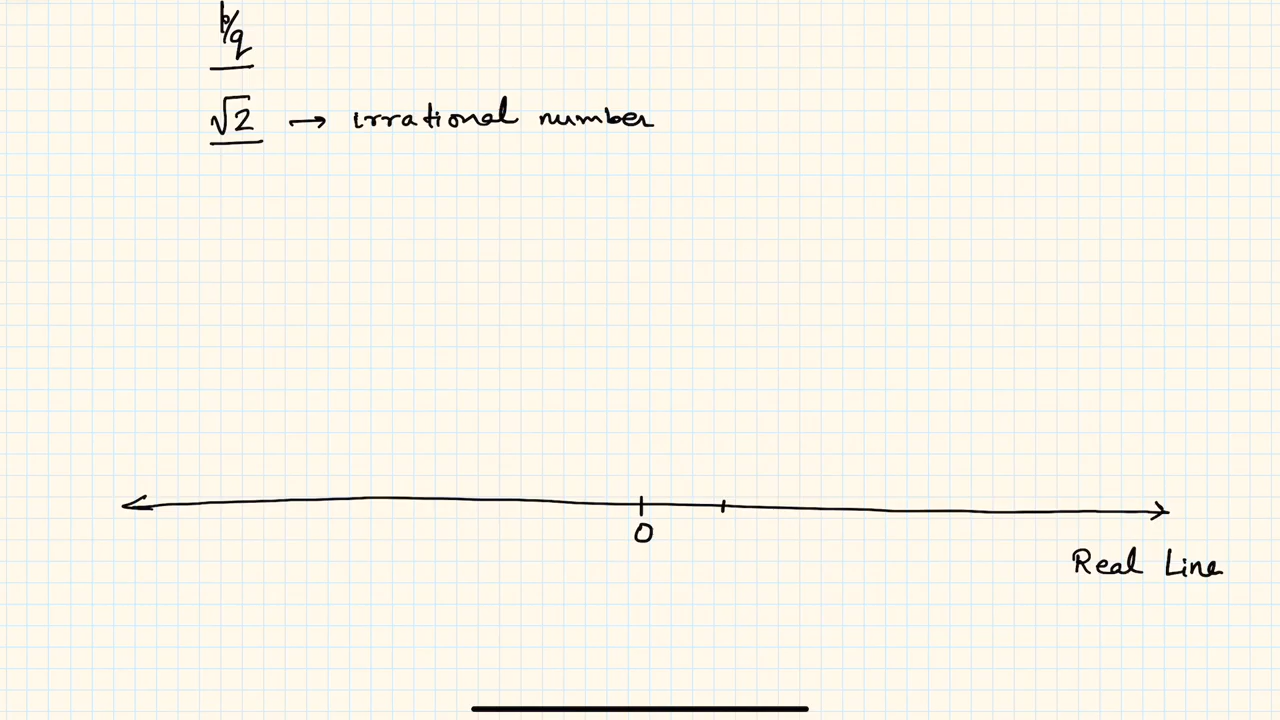 p/q
√2 → irrational number
0
Real Line